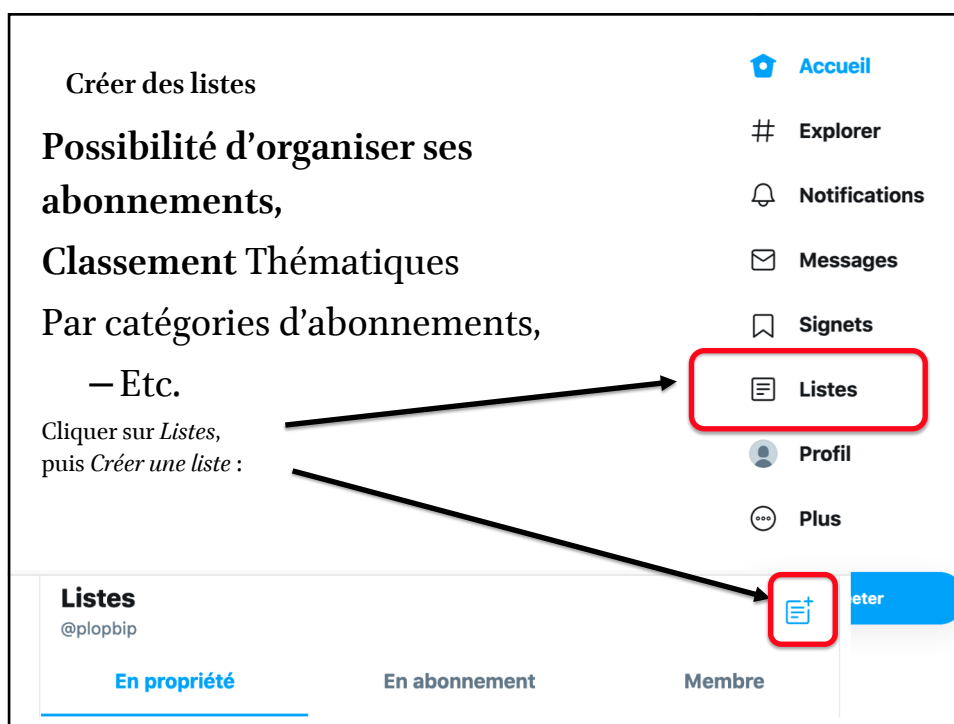 Créer des listes
Possibilité d’organiser ses
abonnements,
Classement Thématiques
Par catégories d’abonnements,
– Etc.
Cliquer sur Listes,
puis Créer une liste :
Accueil
Explorer
Notifications
Messages
Signets
Listes
Profil
Plus
eter
Listes
@plopbip
En propriété En abonnement Membre